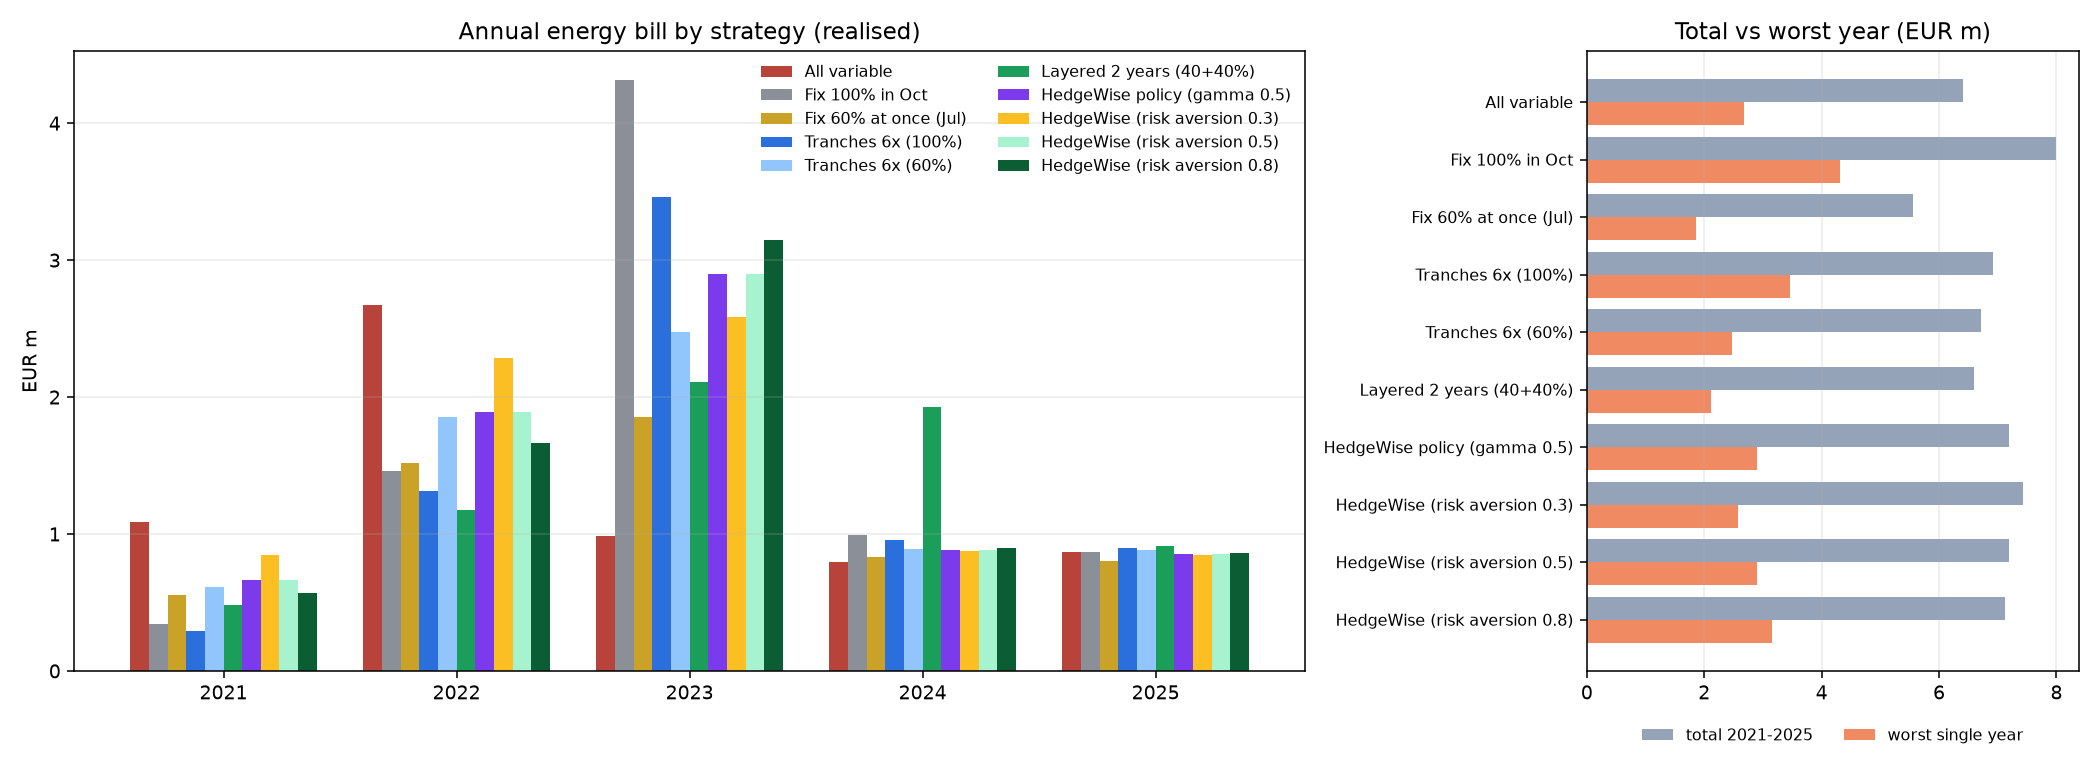 Annual energy bill by strategy (realised)
EUR m
4
3
2
1
0
2021
2022
2023
2024
2025
All variable
Fix 100% in Oct
Fix 60% at once (Jul)
Tranches 6x (100%)
Tranches 6x (60%)
Layered 2 years (40+40%)
HedgeWise policy (gamma 0.5)
HedgeWise (risk aversion 0.3)
HedgeWise (risk aversion 0.5)
HedgeWise (risk aversion 0.8)
Total vs worst year (EUR m)
All variable
Fix 100% in Oct
Fix 60% at once (Jul)
Tranches 6x (100%)
Tranches 6x (60%)
Layered 2 years (40+40%)
HedgeWise policy (gamma 0.5)
HedgeWise (risk aversion 0.3)
HedgeWise (risk aversion 0.5)
HedgeWise (risk aversion 0.8)
0
2
4
6
8
total 2021-2025
worst single year